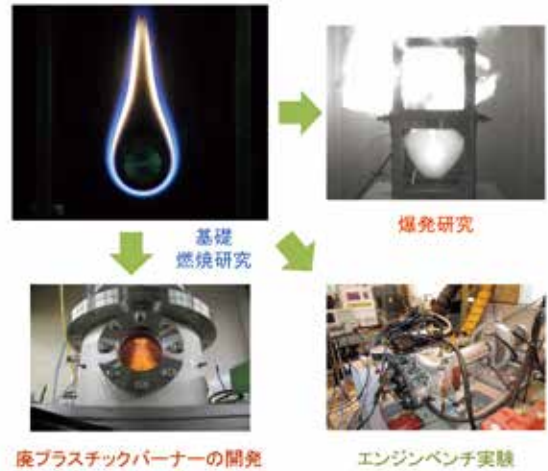 基礎
燃焼研究
爆発研究
廃プラスチックバーナーの開発
エンジンベンチ実験